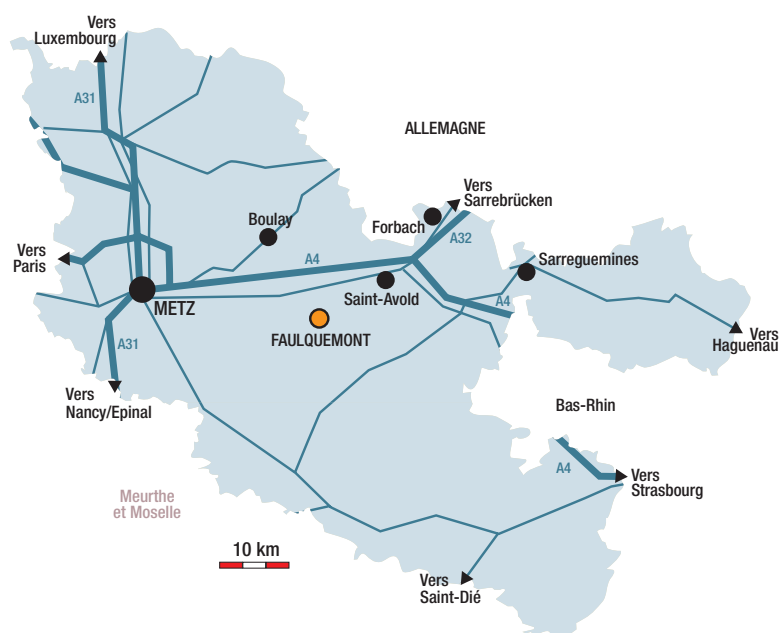 Vers
Luxembourg
A31
ALLEMAGNE
Vers
Sarrebrücken
Forbach
Boulay
A32
Vers
Paris
A4
Sarreguemines
Saint-Avold
A4
METZ
FAULQUEMONT
Vers
Haguenau
A31
Vers
Nancy/Epinal
Bas-Rhin
A4
Vers
Strasbourg
Meurthe
et Moselle
10 km
Vers
Saint-Dié